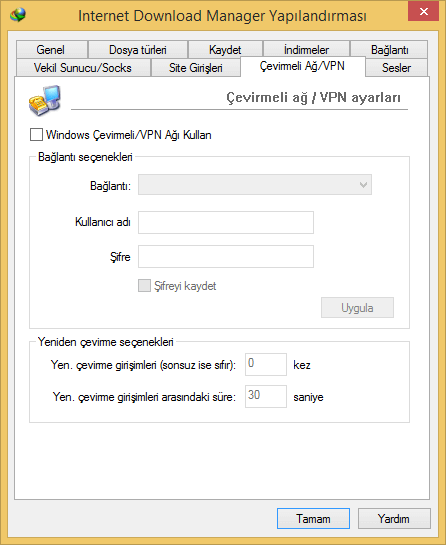 Internet Download Manager Yapılandırması
Genel Dosya türleri Kaydet İndirmeler Bağlantı
Vekil Sunucu/Socks Site Girişleri Çevirmeli Ağ/VPN Sesler
Çevirmeli ağ / VPN ayarları
Windows Çevimeli/VPN Ağı Kullan
Bağlantı seçenekleri
Bağlantı:
Kullanıcı adı
Şifre
Şifreyi kaydet
Uygula
Yeniden çevirme seçenekleri
Yen. çevirme girişimleri (sonsuz ise sıfır): 0 kez
Yen. çevirme girişimleri arasındaki süre: 30 saniye
Tamam Yardım